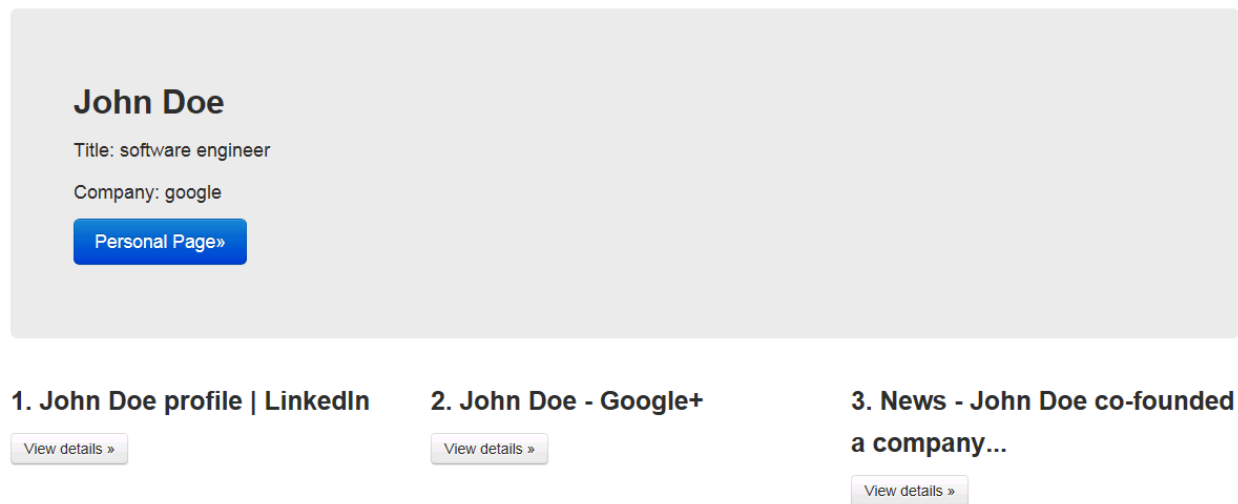 John Doe
Title: software engineer
Company: google
Personal Page»
1. John Doe profile | LinkedIn
View details »
2. John Doe - Google+
View details »
3. News - John Doe co-founded
a company...
View details »